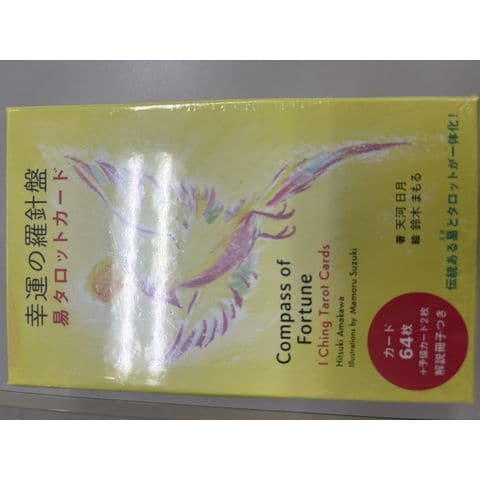 幸運の羅針盤
易タロットカード
Compass of
Fortune
I Ching Tarot Cards
Hitsuki Amakawa
Illustrations by Mamoru Suzuki
著 天河 日月
絵 鈴木 まもる
カード
64枚
+予備カード2枚
解説冊子つき
伝統ある易とタロットが一体化!